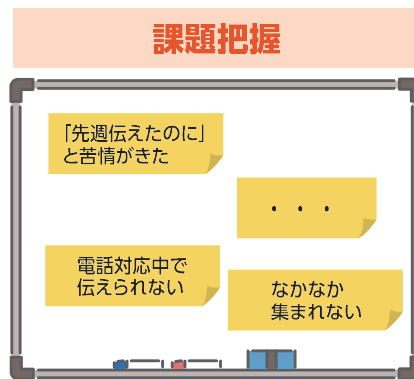 課題把握
「先週伝えたのに」
と苦情がきた
・・・
電話対応中で
伝えられない
なかなか
集まれない